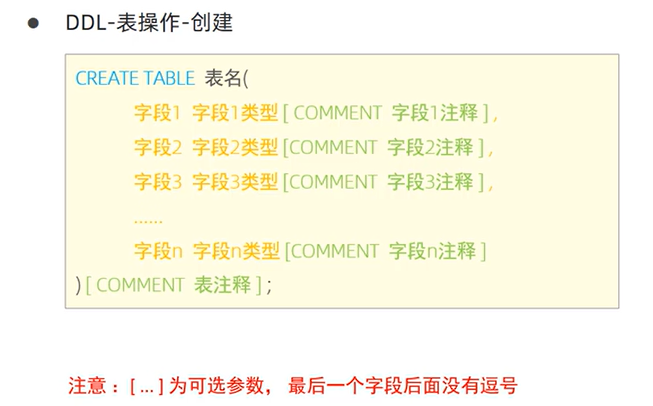 ● DDL-表操作-创建
CREATE TABLE 表名(
字段1 字段1类型[ COMMENT 字段1注释 ] ,
字段2 字段2类型[COMMENT 字段2注释 ] ,
字段3 字段3类型[COMMENT 字段3注释 ] ,
......
字段n 字段n类型[COMMENT 字段n注释 ]
) [ COMMENT 表注释 ] ;
注意：[ ... ] 为可选参数， 最后一个字段后面没有逗号